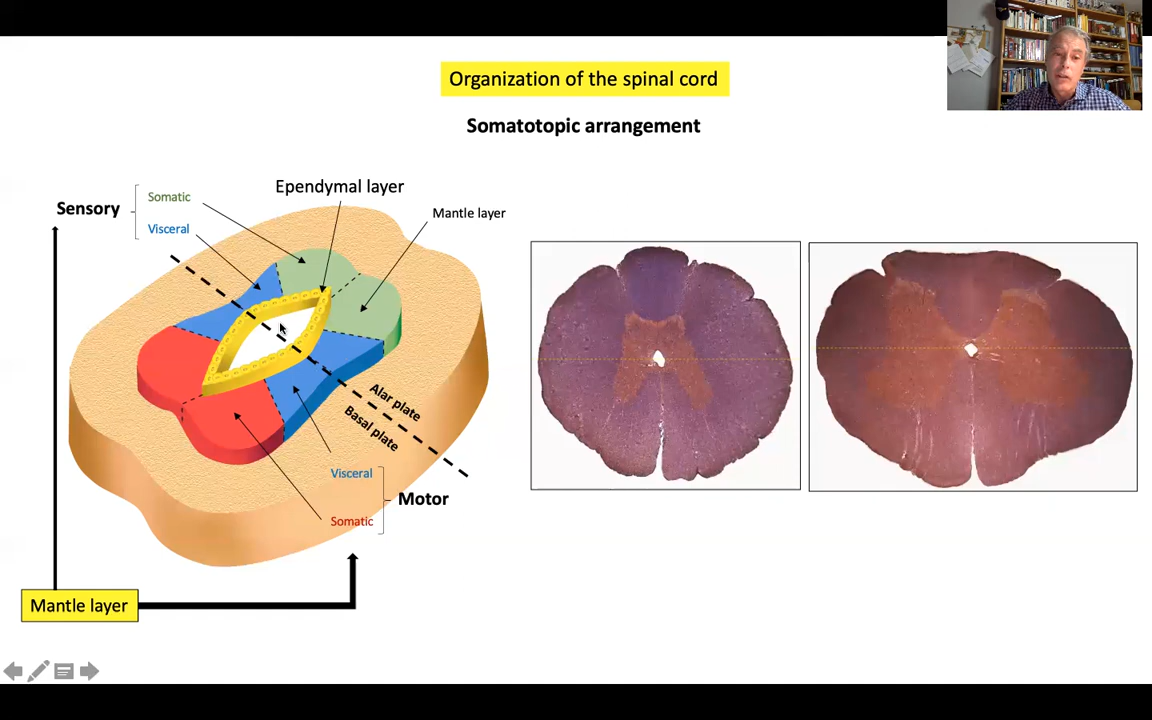 Organization of the spinal cord
Somatotopic arrangement
Ependymal layer
Sensory
Somatic
Visceral
Mantle layer
Alar plate
Basal plate
Visceral
Motor
Somatic
Mantle layer